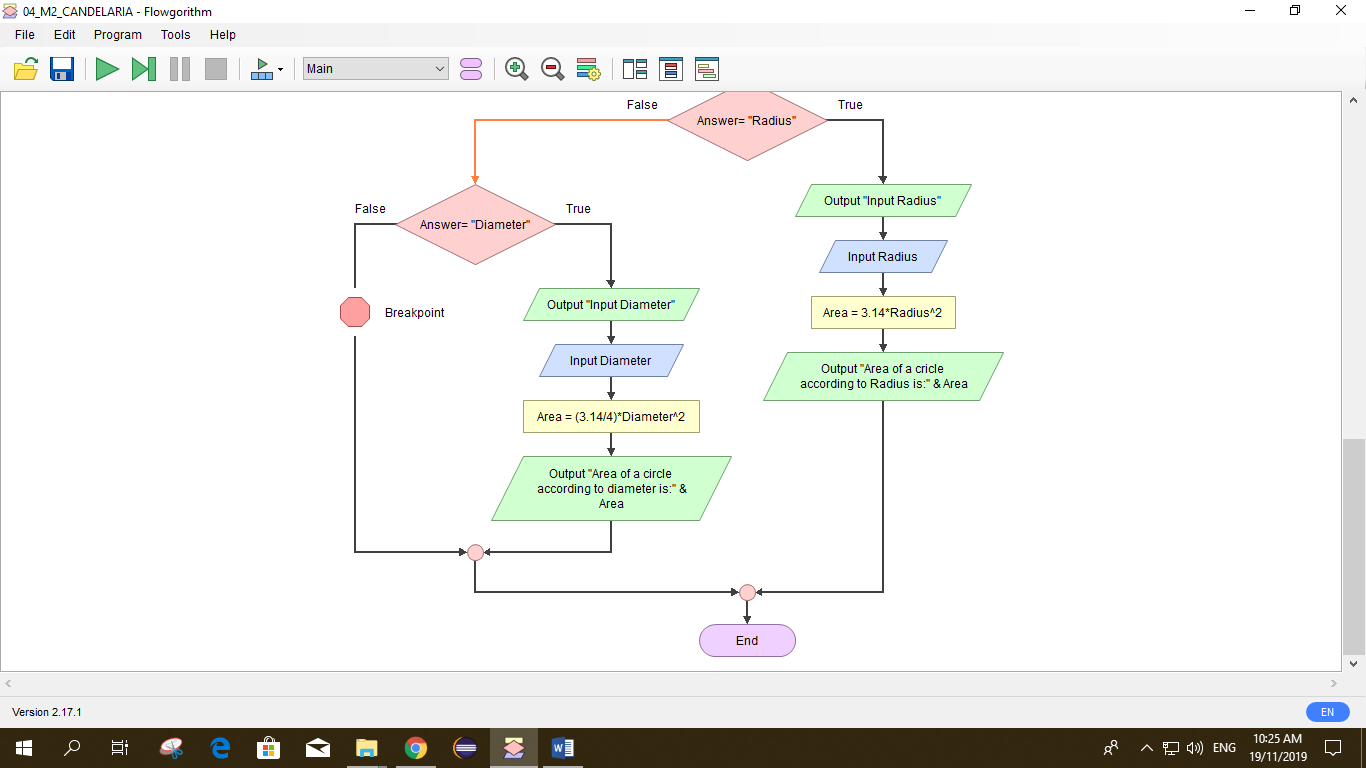 04_M2_CANDELARIA - Flowgorithm
File Edit Program Tools Help
Main
False
True
Answer= "Radius"
False
True
Answer= "Diameter"
Output "Input Radius"
Input Radius
Area = 3.14*Radius^2
Output "Area of a cricle
according to Radius is:" & Area
Breakpoint
Output "Input Diameter"
Input Diameter
Area = (3.14/4)*Diameter^2
Output "Area of a circle
according to diameter is:" &
Area
End
Version 2.17.1
EN
ENG
10:25 AM
19/11/2019